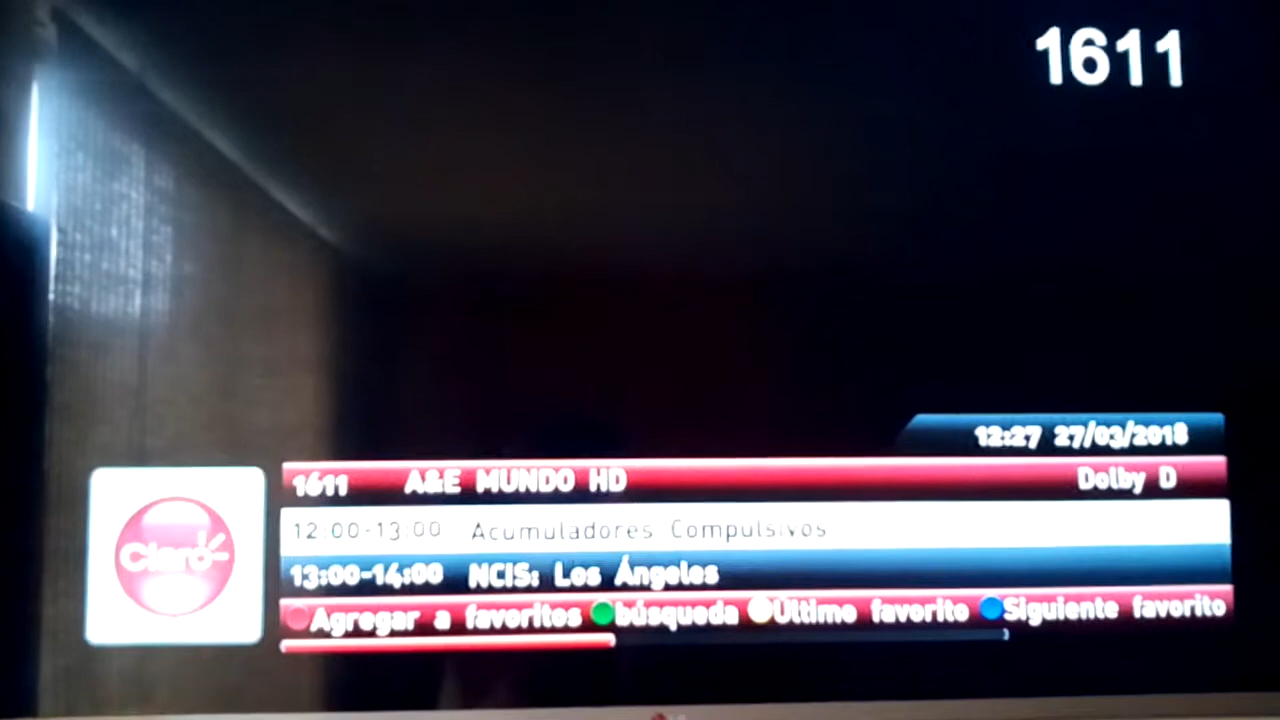 1611
12:27 27/03/2018
1611 A&E MUNDO HD Dolby D
12:00-13:00 Acumuladores Compulsivos
13:00-14:00 NCIS: Los Ángeles
Claro
Agregar a favoritos búsqueda Último favorito Siguiente favorito